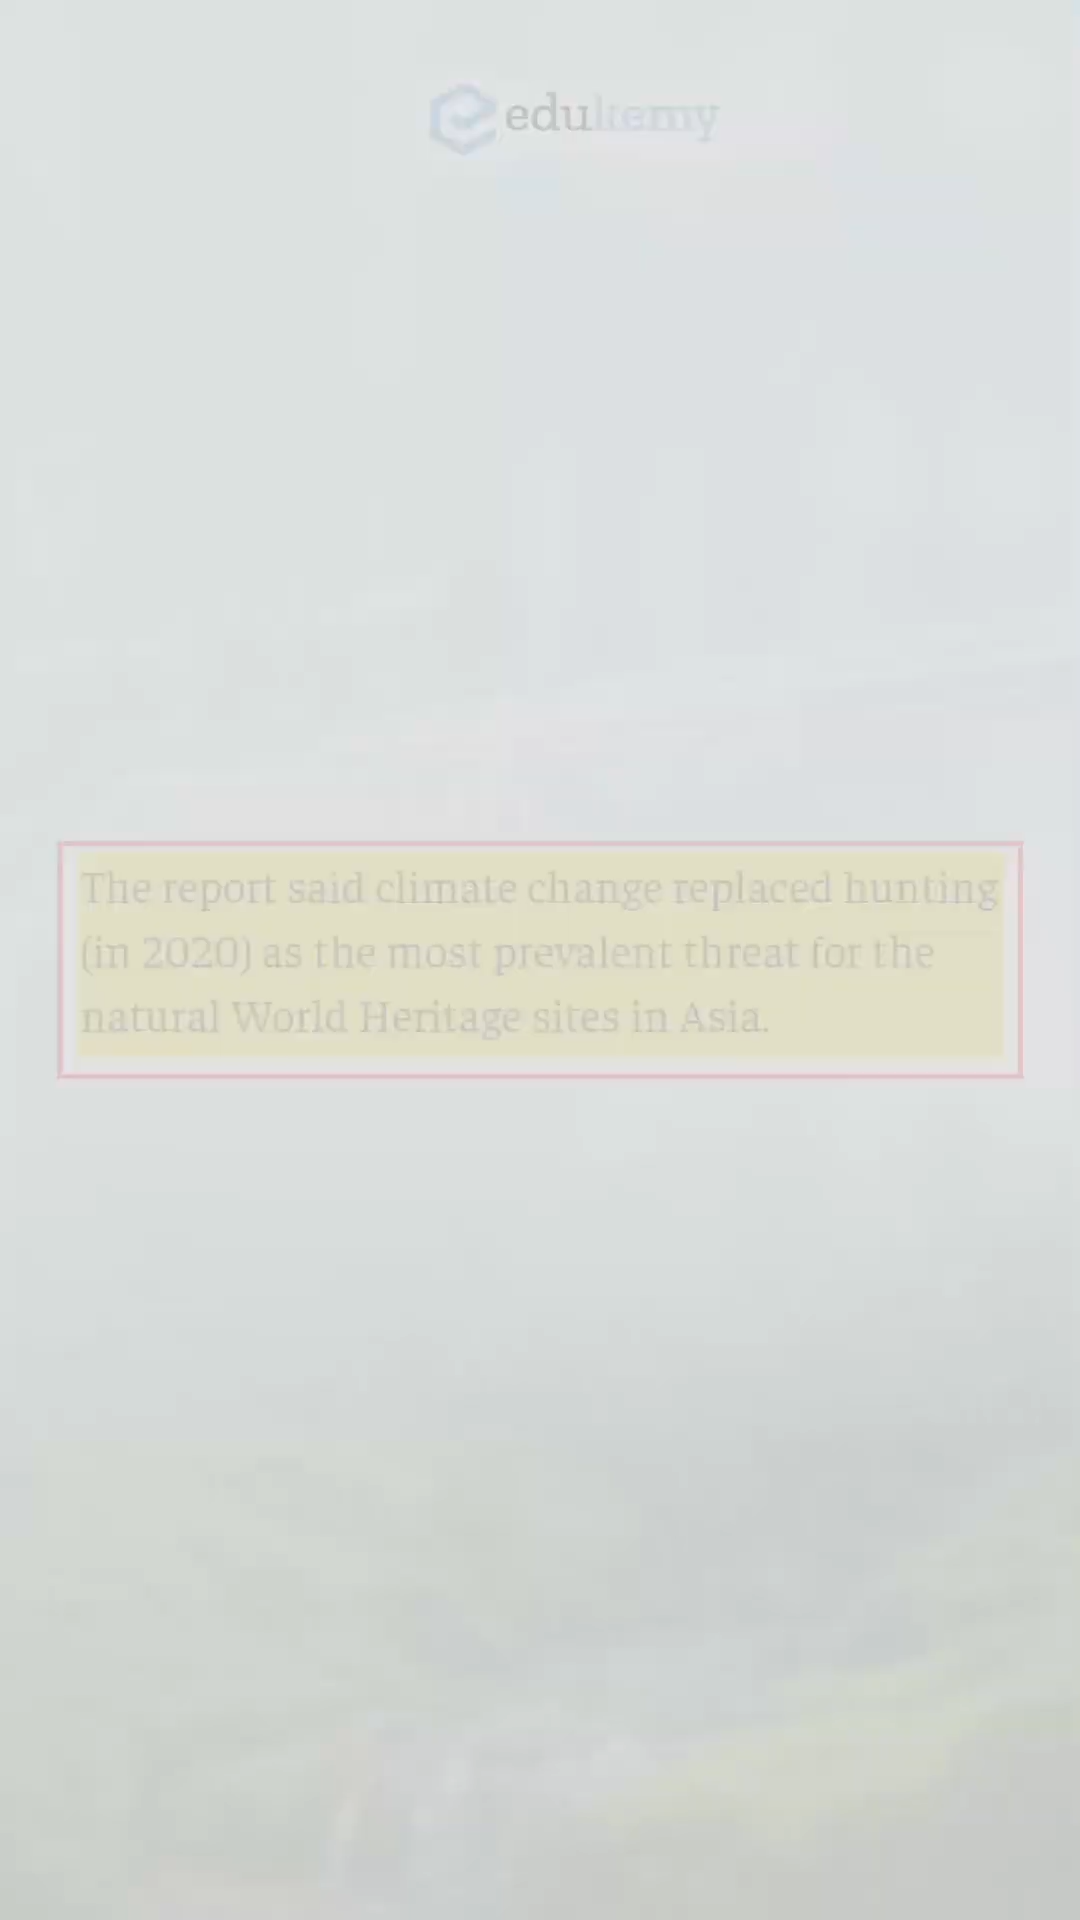 edukemy
The report said climate change replaced hunting
(in 2020) as the most prevalent threat for the
natural World Heritage sites in Asia.